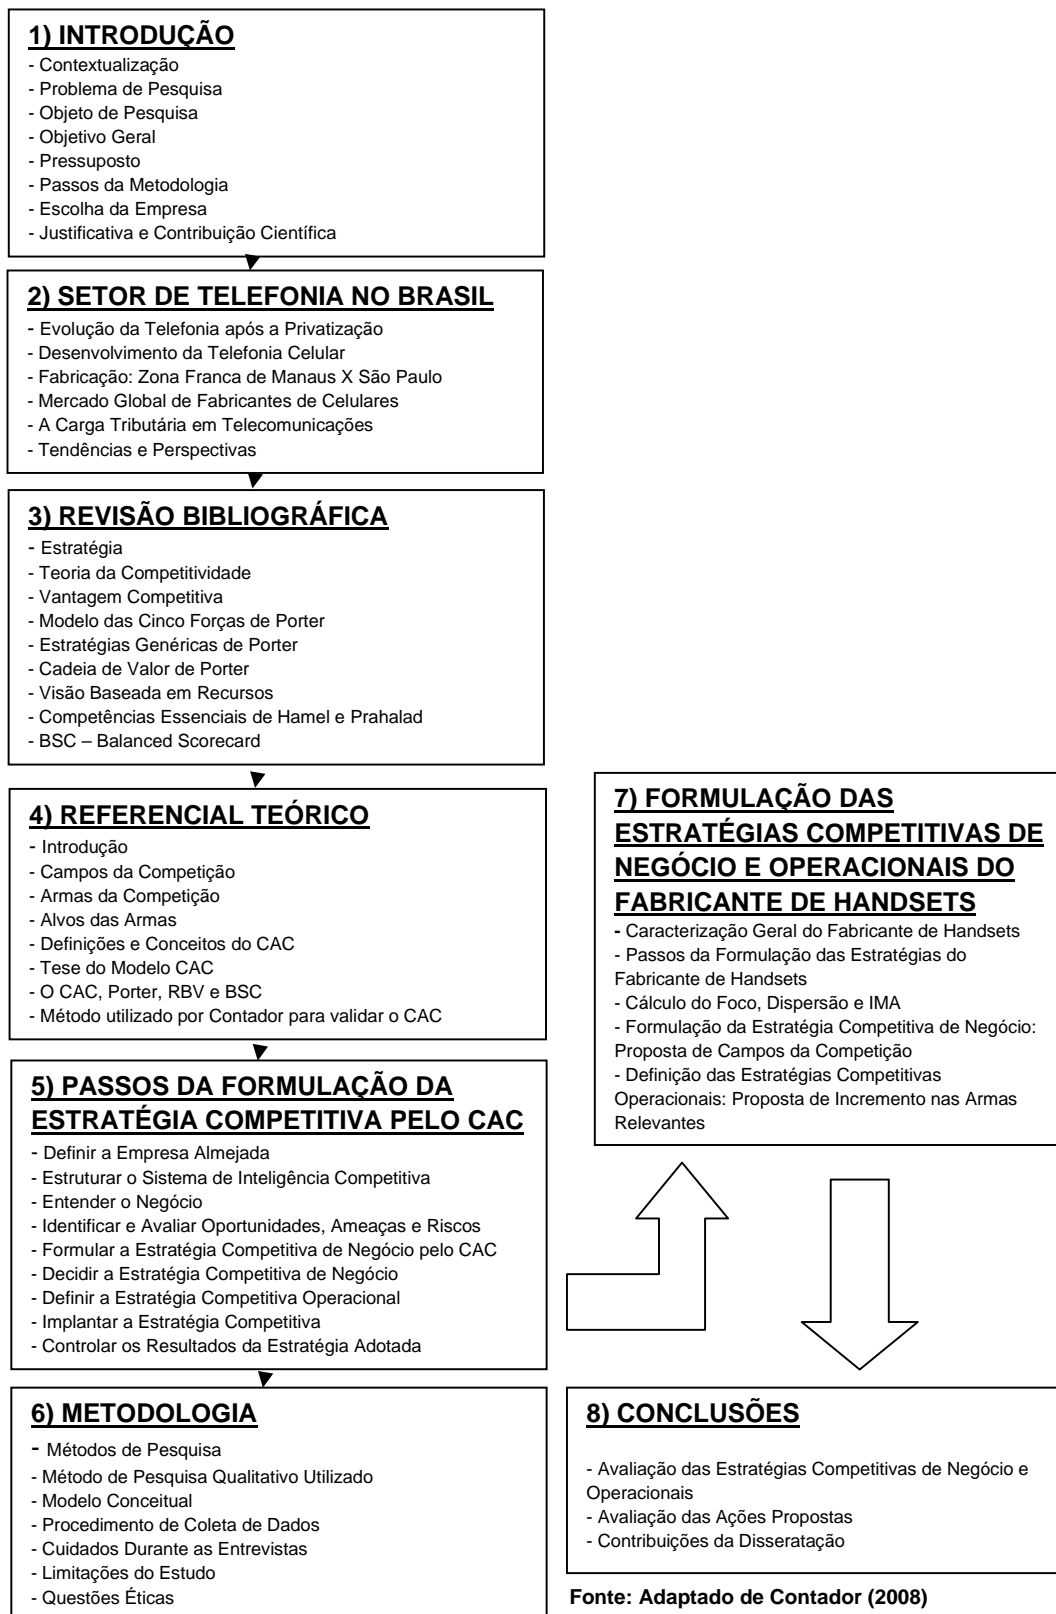 1) INTRODUÇÃO
- Contextualização
- Problema de Pesquisa
- Objeto de Pesquisa
- Objetivo Geral
- Pressuposto
- Passos da Metodologia
- Escolha da Empresa
- Justificativa e Contribuição Científica
2) SETOR DE TELEFONIA NO BRASIL
- Evolução da Telefonia após a Privatização
- Desenvolvimento da Telefonia Celular
- Fabricação: Zona Franca de Manaus X São Paulo
- Mercado Global de Fabricantes de Celulares
- A Carga Tributária em Telecomunicações
- Tendências e Perspectivas
3) REVISÃO BIBLIOGRÁFICA
- Estratégia
- Teoria da Competitividade
- Vantagem Competitiva
- Modelo das Cinco Forças de Porter
- Estratégias Genéricas de Porter
- Cadeia de Valor de Porter
- Visão Baseada em Recursos
- Competências Essenciais de Hamel e Prahalad
- BSC – Balanced Scorecard
4) REFERENCIAL TEÓRICO
- Introdução
- Campos da Competição
- Armas da Competição
- Alvos das Armas
- Definições e Conceitos do CAC
- Tese do Modelo CAC
- O CAC, Porter, RBV e BSC
- Método utilizado por Contador para validar o CAC
5) PASSOS DA FORMULAÇÃO DA
ESTRATÉGIA COMPETITIVA PELO CAC
- Definir a Empresa Almejada
- Estruturar o Sistema de Inteligência Competitiva
- Entender o Negócio
- Identificar e Avaliar Oportunidades, Ameaças e Riscos
- Formular a Estratégia Competitiva de Negócio pelo CAC
- Decidir a Estratégia Competitiva de Negócio
- Definir a Estratégia Competitiva Operacional
- Implantar a Estratégia Competitiva
- Controlar os Resultados da Estratégia Adotada
6) METODOLOGIA
- Métodos de Pesquisa
- Método de Pesquisa Qualitativo Utilizado
- Modelo Conceitual
- Procedimento de Coleta de Dados
- Cuidados Durante as Entrevistas
- Limitações do Estudo
- Questões Éticas
7) FORMULAÇÃO DAS
ESTRATÉGIAS COMPETITIVAS DE
NEGÓCIO E OPERACIONAIS DO
FABRICANTE DE HANDSETS
- Caracterização Geral do Fabricante de Handsets
- Passos da Formulação das Estratégias do
Fabricante de Handsets
- Cálculo do Foco, Dispersão e IMA
- Formulação da Estratégia Competitiva de Negócio:
Proposta de Campos da Competição
- Definição das Estratégias Competitivas
Operacionais: Proposta de Incremento nas Armas
Relevantes
8) CONCLUSÕES
- Avaliação das Estratégias Competitivas de Negócio e
Operacionais
- Avaliação das Ações Propostas
- Contribuições da Disseratação
Fonte: Adaptado de Contador (2008)